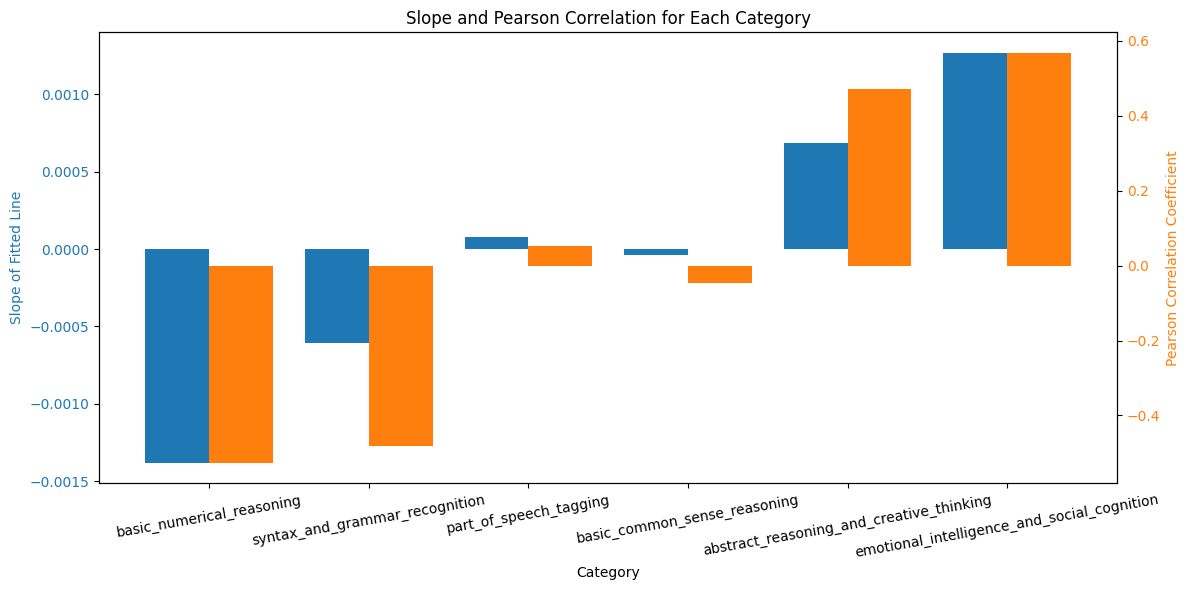 Slope and Pearson Correlation for Each Category
Slope of Fitted Line
0.0010
0.0005
0.0000
−0.0005
−0.0010
−0.0015
0.6
0.4
0.2
0.0
−0.2
−0.4
Pearson Correlation Coefficient
basic_numerical_reasoning
syntax_and_grammar_recognition
part_of_speech_tagging
basic_common_sense_reasoning
abstract_reasoning_and_creative_thinking
emotional_intelligence_and_social_cognition
Category